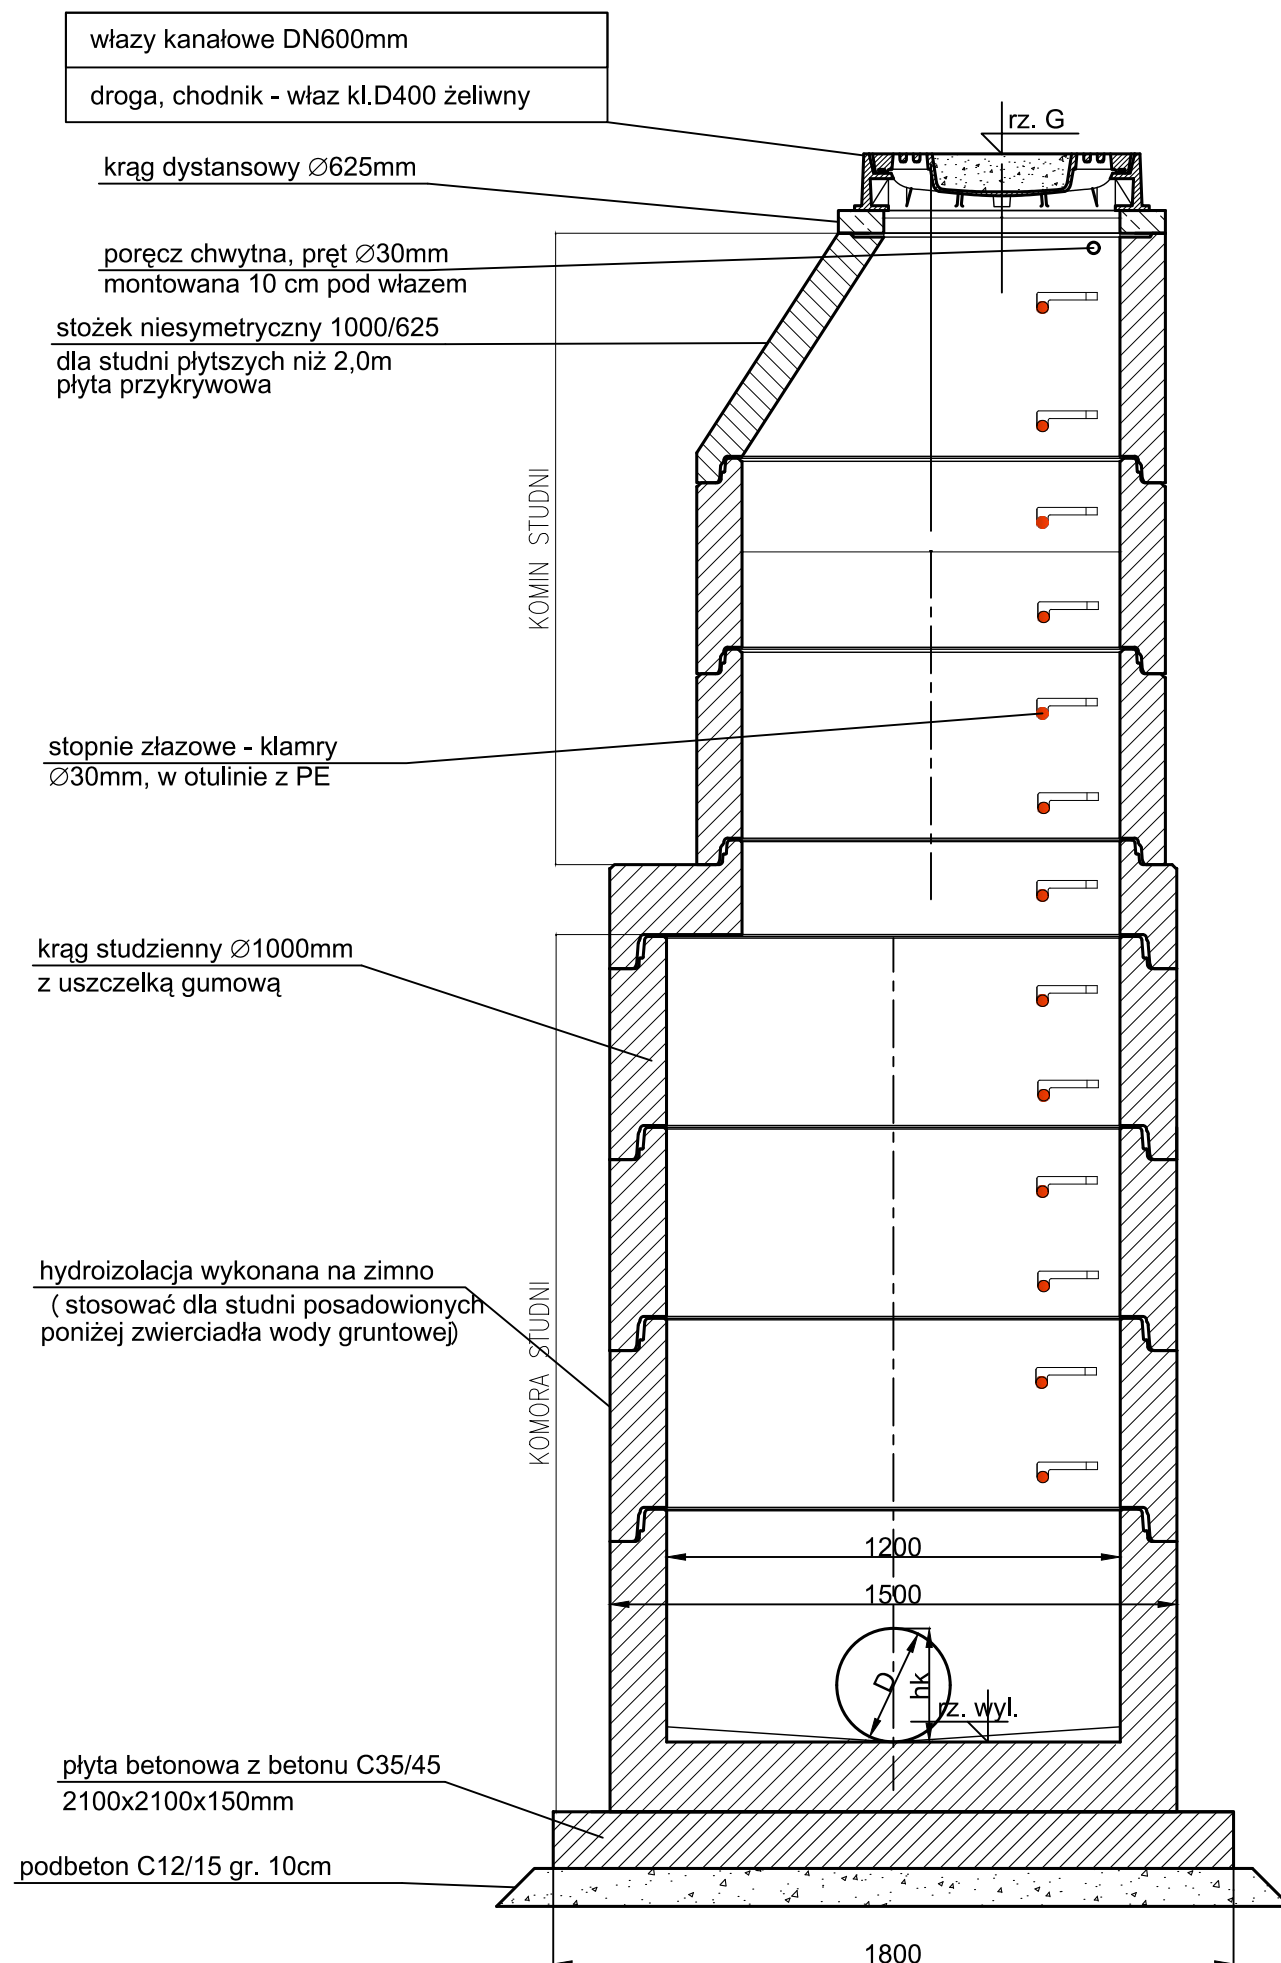 włazy kanałowe DN600mm
droga, chodnik - właz kl.D400 żeliwny
rz. G
krąg dystansowy ∅625mm
poręcz chwytna, pręt ∅30mm
montowana 10 cm pod włazem
stożek niesymetryczny 1000/625
dla studni płytszych niż 2,0m
płyta przykrywowa
KOMIN STUDNI
stopnie złazowe - klamry
∅30mm, w otulinie z PE
krąg studzienny ∅1000mm
z uszczelką gumową
hydroizolacja wykonana na zimno
( stosować dla studni posadowionych
poniżej zwierciadła wody gruntowej)
KOMORA STUDNI
1200
1500
D
hk
rz. wyl.
płyta betonowa z betonu C35/45
2100x2100x150mm
podbeton C12/15 gr. 10cm
1800